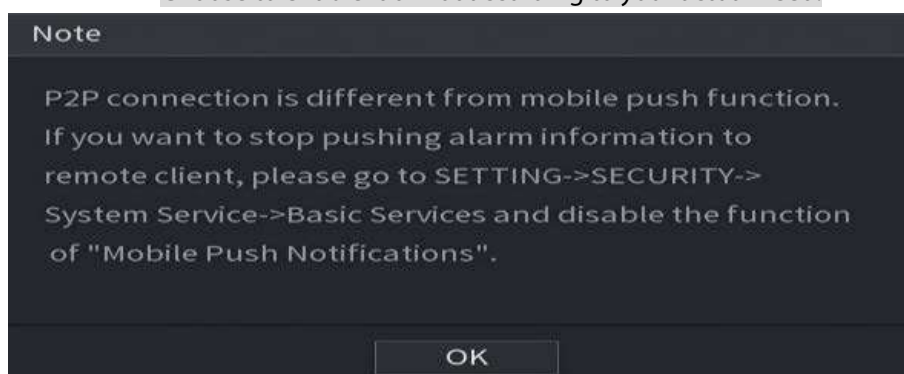 Note
P2P connection is different from mobile push function.
If you want to stop pushing alarm information to
remote client, please go to SETTING->SECURITY->
System Service->Basic Services and disable the function
of "Mobile Push Notifications".
OK